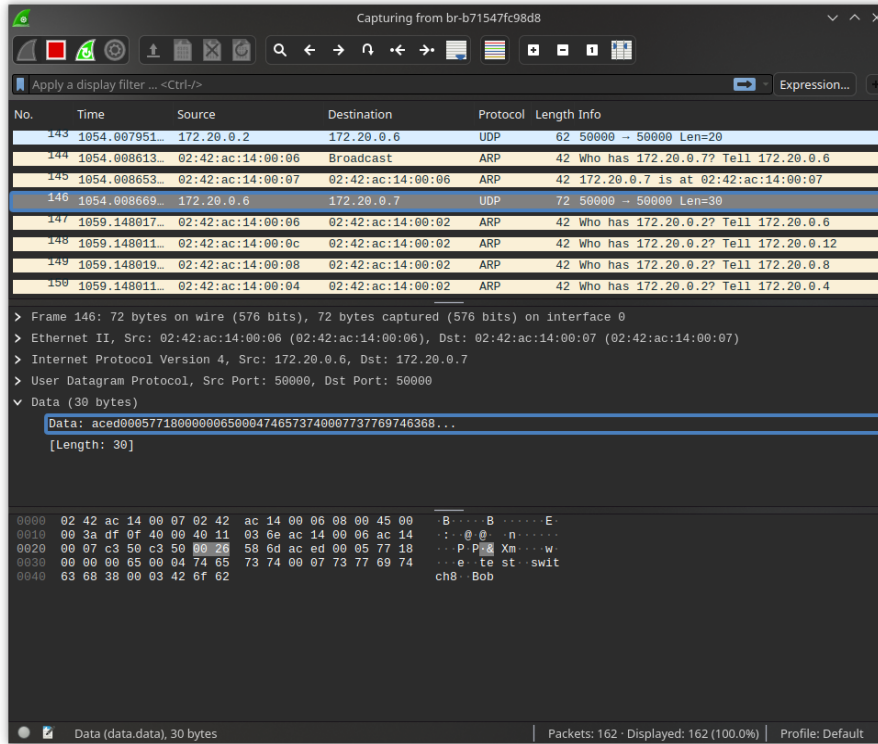 Capturing from br-b71547fc98d8
Apply a display filter ... <Ctrl-/> Expression... +
No. Time Source Destination Protocol Length Info
143 1054.007951… 172.20.0.2 172.20.0.6 UDP 62 50000 → 50000 Len=20
144 1054.008613… 02:42:ac:14:00:06 Broadcast ARP 42 Who has 172.20.0.7? Tell 172.20.0.6
145 1054.008653… 02:42:ac:14:00:07 02:42:ac:14:00:06 ARP 42 172.20.0.7 is at 02:42:ac:14:00:07
146 1054.008669… 172.20.0.6 172.20.0.7 UDP 72 50000 → 50000 Len=30
147 1059.148017… 02:42:ac:14:00:06 02:42:ac:14:00:02 ARP 42 Who has 172.20.0.2? Tell 172.20.0.6
148 1059.148011… 02:42:ac:14:00:0c 02:42:ac:14:00:02 ARP 42 Who has 172.20.0.2? Tell 172.20.0.12
149 1059.148019… 02:42:ac:14:00:08 02:42:ac:14:00:02 ARP 42 Who has 172.20.0.2? Tell 172.20.0.8
150 1059.148011… 02:42:ac:14:00:04 02:42:ac:14:00:02 ARP 42 Who has 172.20.0.2? Tell 172.20.0.4
Frame 146: 72 bytes on wire (576 bits), 72 bytes captured (576 bits) on interface 0
Ethernet II, Src: 02:42:ac:14:00:06 (02:42:ac:14:00:06), Dst: 02:42:ac:14:00:07 (02:42:ac:14:00:07)
Internet Protocol Version 4, Src: 172.20.0.6, Dst: 172.20.0.7
User Datagram Protocol, Src Port: 50000, Dst Port: 50000
Data (30 bytes)
Data: aced00057718000000650004746573740007737769746368...
[Length: 30]
0000 02 42 ac 14 00 07 02 42 ac 14 00 06 08 00 45 00 ·B·····B ······E·
0010 00 3a df 0f 40 00 40 11 03 6e ac 14 00 06 ac 14 ·:··@·@· ·n······
0020 00 07 c3 50 c3 50 00 26 58 6d ac ed 00 05 77 18 ···P·P·& Xm····w·
0030 00 00 00 65 00 04 74 65 73 74 00 07 73 77 69 74 ···e··te st··swit
0040 63 68 38 00 03 42 6f 62 ch8··Bob
Data (data.data), 30 bytes Packets: 162 · Displayed: 162 (100.0%) Profile: Default